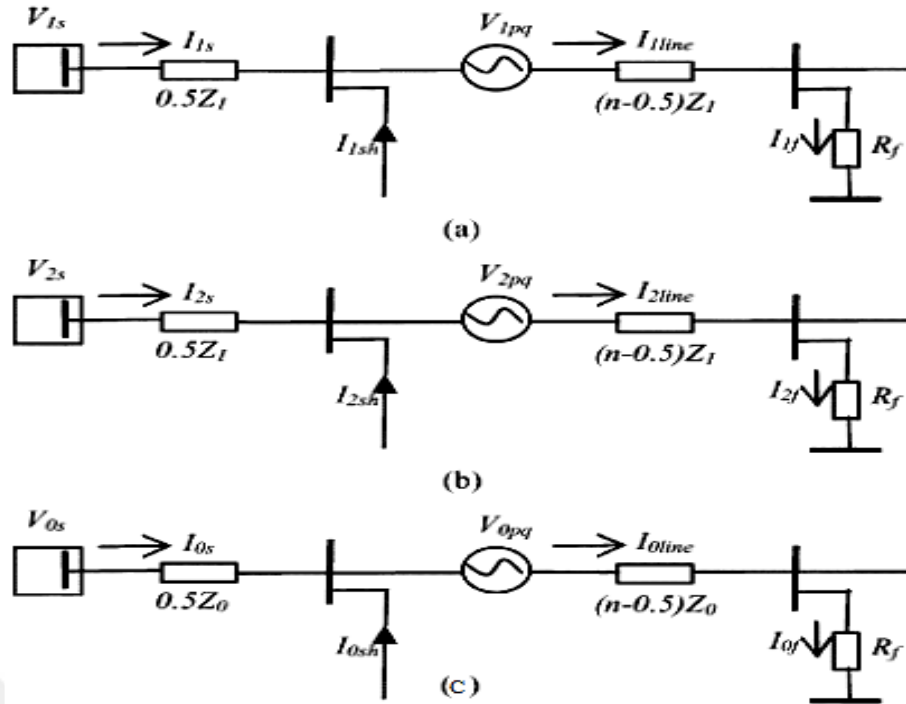 V1s I1s V1pq I1line
0.5Z1 (n-0.5)Z1
I1sh I1f Rf
(a)
V2s I2s V2pq I2line
0.5Z1 (n-0.5)Z1
I2sh I2f Rf
(b)
V0s I0s V0pq I0line
0.5Z0 (n-0.5)Z0
I0sh I0f Rf
(c)